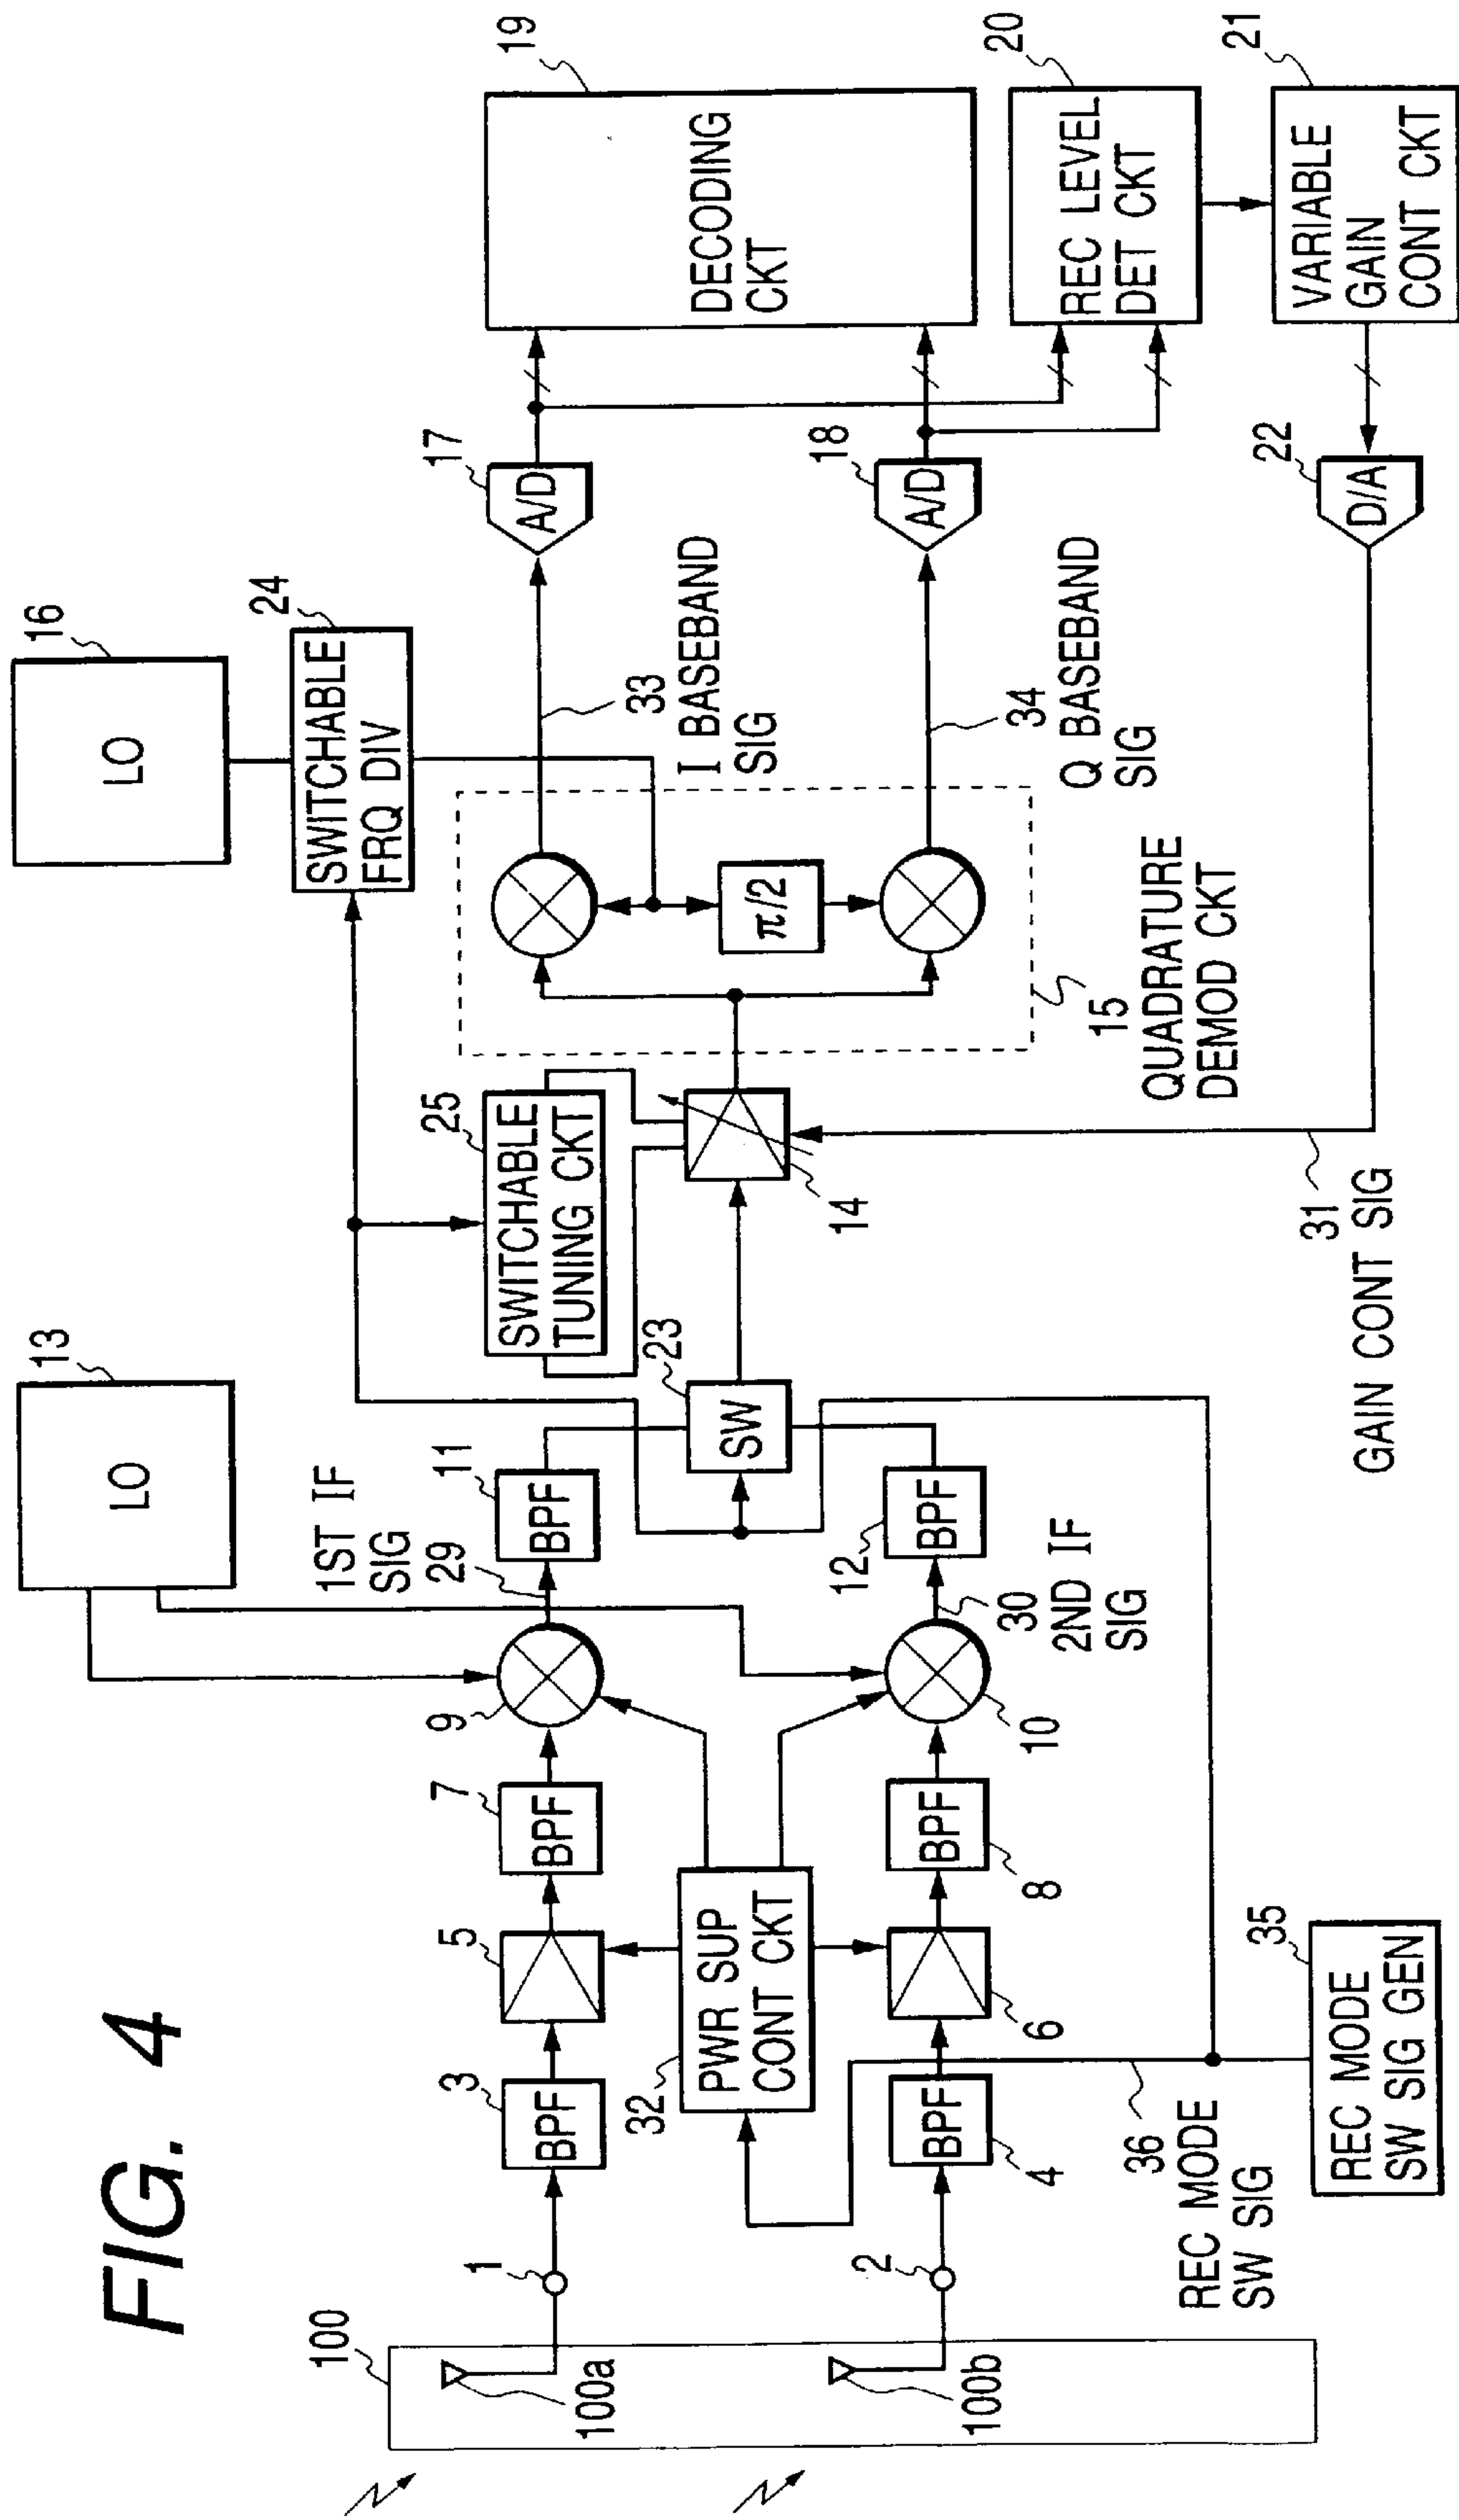 FIG. 4
100
100a
100b
1
2
3
BPF
4
BPF
5
6
7
BPF
8
BPF
32
PWR SUP
CONT CKT
36
REC MODE
SW SIG
35
REC MODE
SW SIG GEN
9
10
13
LO
1ST IF
SIG
29
30
2ND IF
SIG
11
BPF
12
BPF
23
SW
25
SWITCHABLE
TUNING CKT
14
31
GAIN CONT SIG
16
LO
24
SWITCHABLE
FRQ DIV
π/2
15
QUADRATURE
DEMOD CKT
33
I BASEBAND
SIG
34
Q BASEBAND
SIG
17
A/D
18
A/D
22
D/A
19
DECODING
CKT
20
REC LEVEL
DET CKT
21
VARIABLE
GAIN
CONT CKT